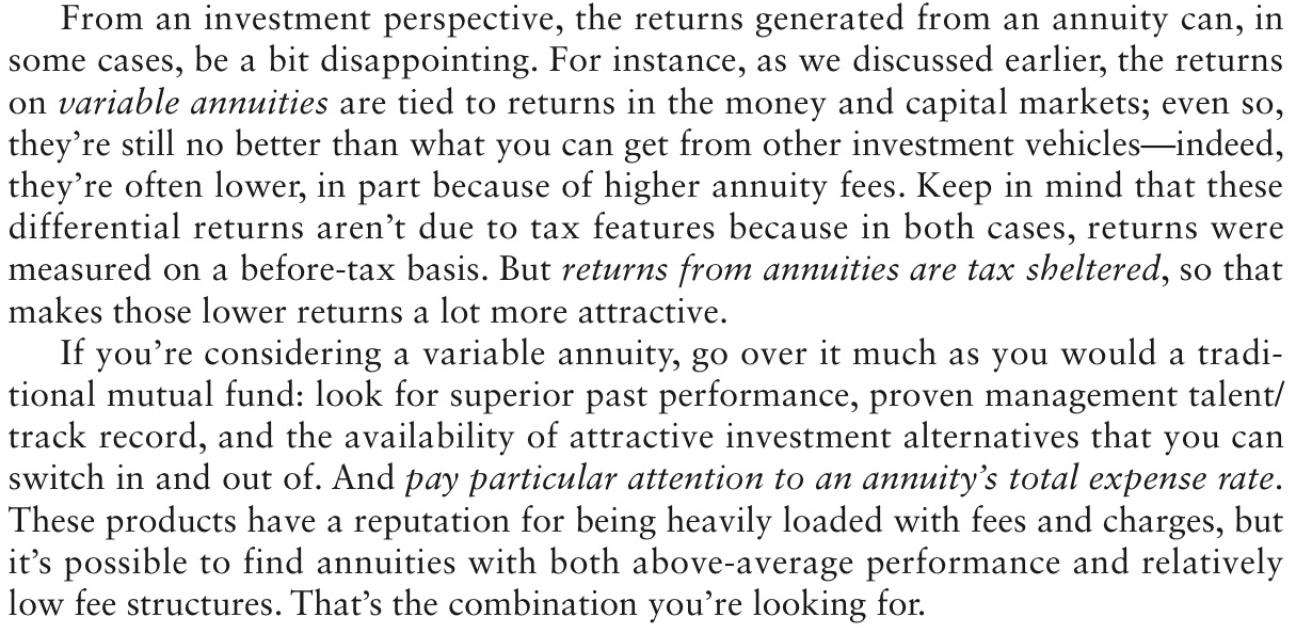 From an investment perspective, the returns generated from an annuity can, in
some cases, be a bit disappointing. For instance, as we discussed earlier, the returns
on variable annuities are tied to returns in the money and capital markets; even so,
they’re still no better than what you can get from other investment vehicles—indeed,
they’re often lower, in part because of higher annuity fees. Keep in mind that these
differential returns aren’t due to tax features because in both cases, returns were
measured on a before-tax basis. But returns from annuities are tax sheltered, so that
makes those lower returns a lot more attractive.
If you’re considering a variable annuity, go over it much as you would a tradi-
tional mutual fund: look for superior past performance, proven management talent/
track record, and the availability of attractive investment alternatives that you can
switch in and out of. And pay particular attention to an annuity’s total expense rate.
These products have a reputation for being heavily loaded with fees and charges, but
it’s possible to find annuities with both above-average performance and relatively
low fee structures. That’s the combination you’re looking for.